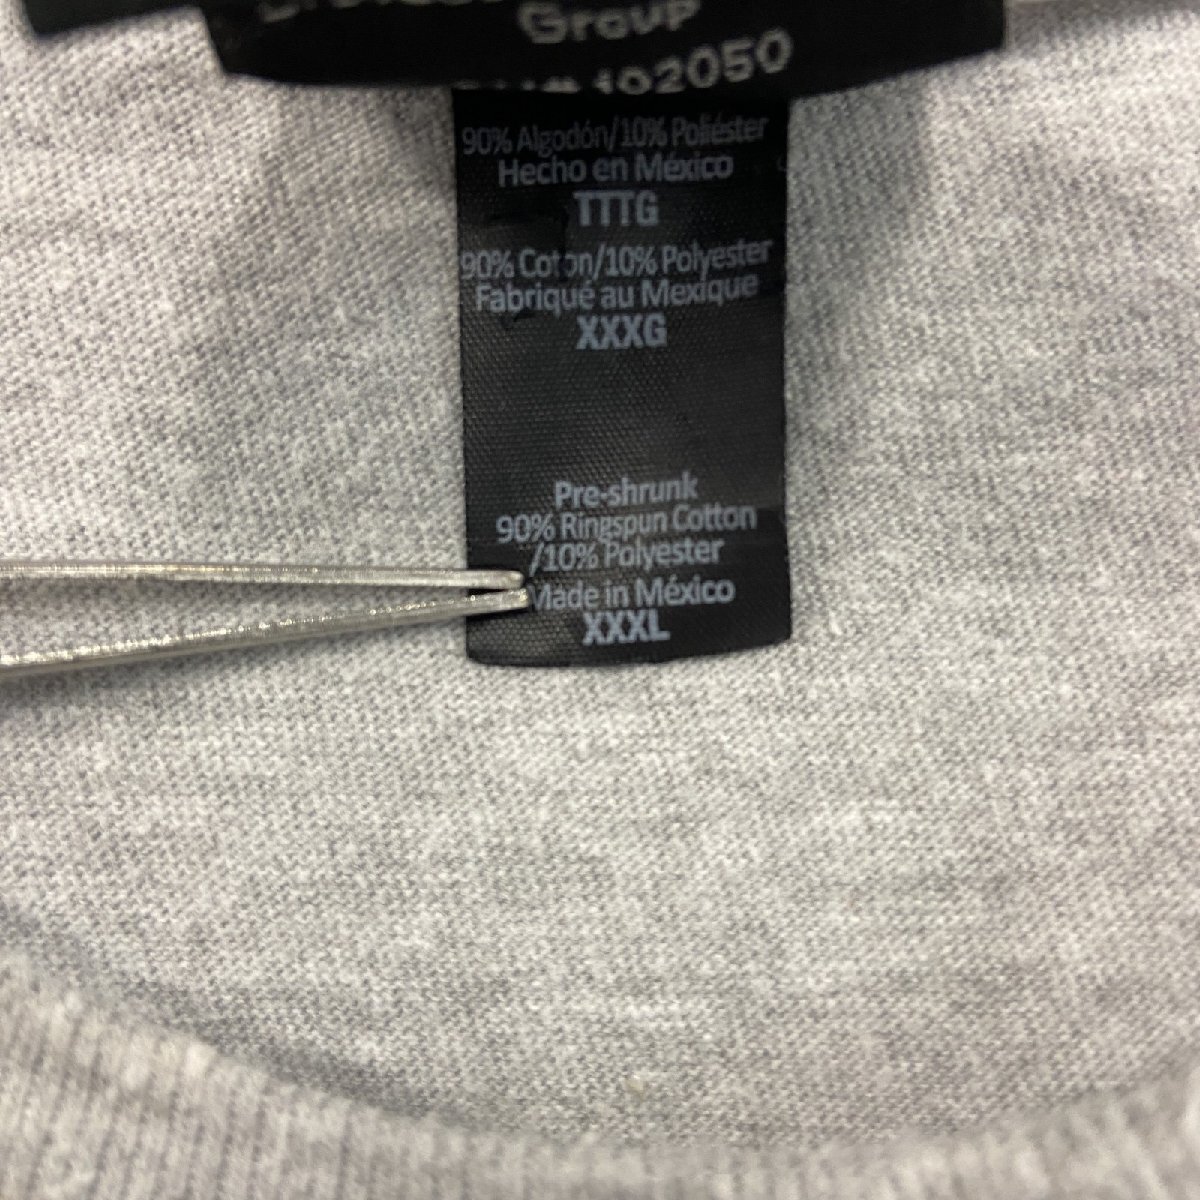 Group
102050
90% Algodón/10% Poliéster
Hecho en México
TTTG
90% Coton/10% Polyester
Fabriqué au Mexique
XXXG
Pre-shrunk
90% Ringspun Cotton
/10% Polyester
Made in México
XXXL